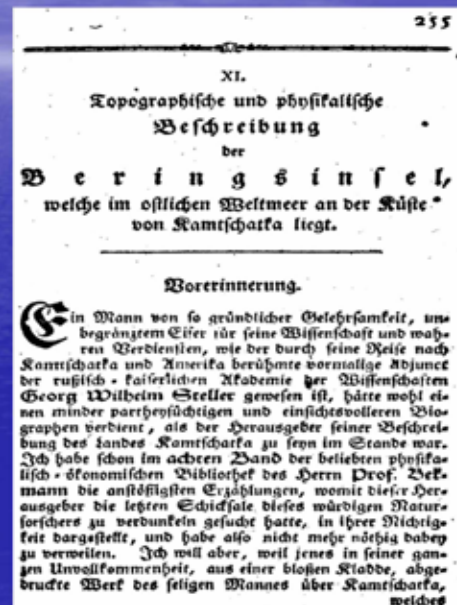 255
XI.
Topographische und physikalische
Beschreibung
der
Beringsinsel,
welche im ostlichen Weltmeer an der Küste
von Kamtschatka liegt.
Vorerinnerung.
Ein Mann von so gründlicher Gelehrsamkeit, un-
begränztem Eifer für seine Wissenschaft und wah-
ren Verdiensten, wie der durch seine Reise nach
Kamtschatka und Amerika berühmte vormalige Adjunct
der rußisch-kaiserlichen Akademie der Wissenschaften
Georg Wilhelm Steller gewesen ist, hätte wohl ei-
nen minder partheysüchtigen und einsichtsvolleren Bio-
graphen verdient, als der Herausgeber seiner Beschrei-
bung des Landes Kamtschatka zu seyn im Stande war.
Ich habe schon im achten Band der beliebten physika-
lisch-ökonomischen Bibliothek des Herrn Prof. Bek-
mann die anstößigsten Erzählungen, womit dieser Her-
ausgeber die letzten Schicksale dieses würdigen Natur-
forschers zu verdunkeln gesucht hatte, in ihrer Nichtig-
keit dargestellt, und habe also nicht mehr nöthig dabey
zu verweilen. Ich will aber, weil jenes in seiner gan-
zen Unvollkommenheit, aus einer bloßen Kladde, abge-
druckte Werk des seligen Mannes über Kamtschatka,
welches